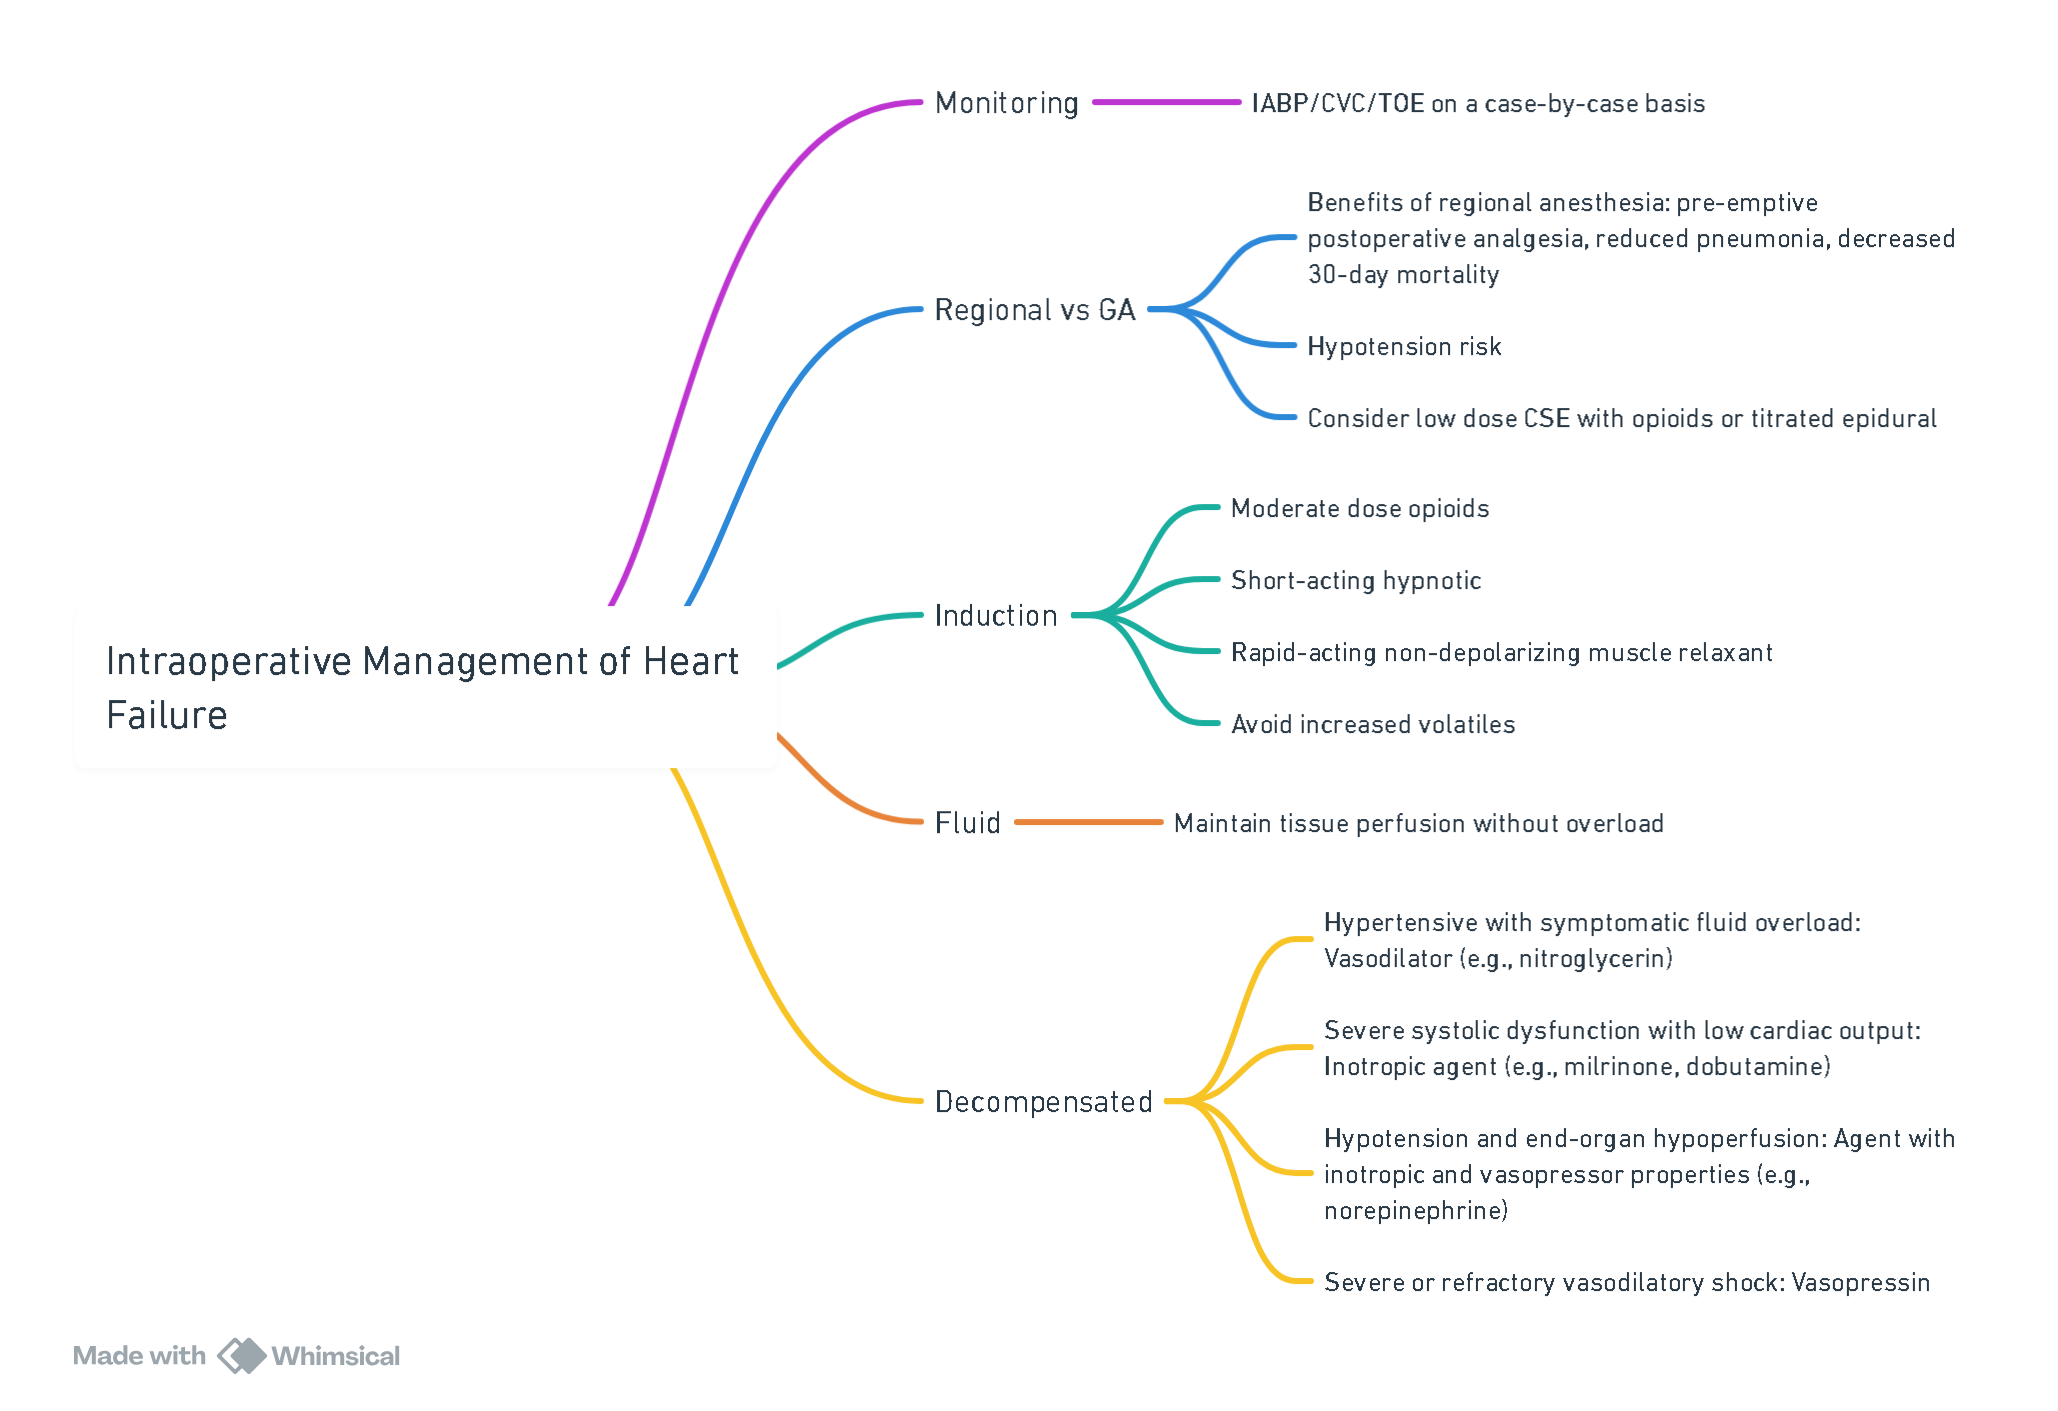 Monitoring
IABP/CVC/TOE on a case-by-case basis
Regional vs GA
Benefits of regional anesthesia: pre-emptive
postoperative analgesia, reduced pneumonia, decreased
30-day mortality
Hypotension risk
Consider low dose CSE with opioids or titrated epidural
Intraoperative Management of Heart
Failure
Induction
Moderate dose opioids
Short-acting hypnotic
Rapid-acting non-depolarizing muscle relaxant
Avoid increased volatiles
Fluid
Maintain tissue perfusion without overload
Decompensated
Hypertensive with symptomatic fluid overload:
Vasodilator (e.g., nitroglycerin)
Severe systolic dysfunction with low cardiac output:
Inotropic agent (e.g., milrinone, dobutamine)
Hypotension and end-organ hypoperfusion: Agent with
inotropic and vasopressor properties (e.g.,
norepinephrine)
Severe or refractory vasodilatory shock: Vasopressin
Made with Whimsical